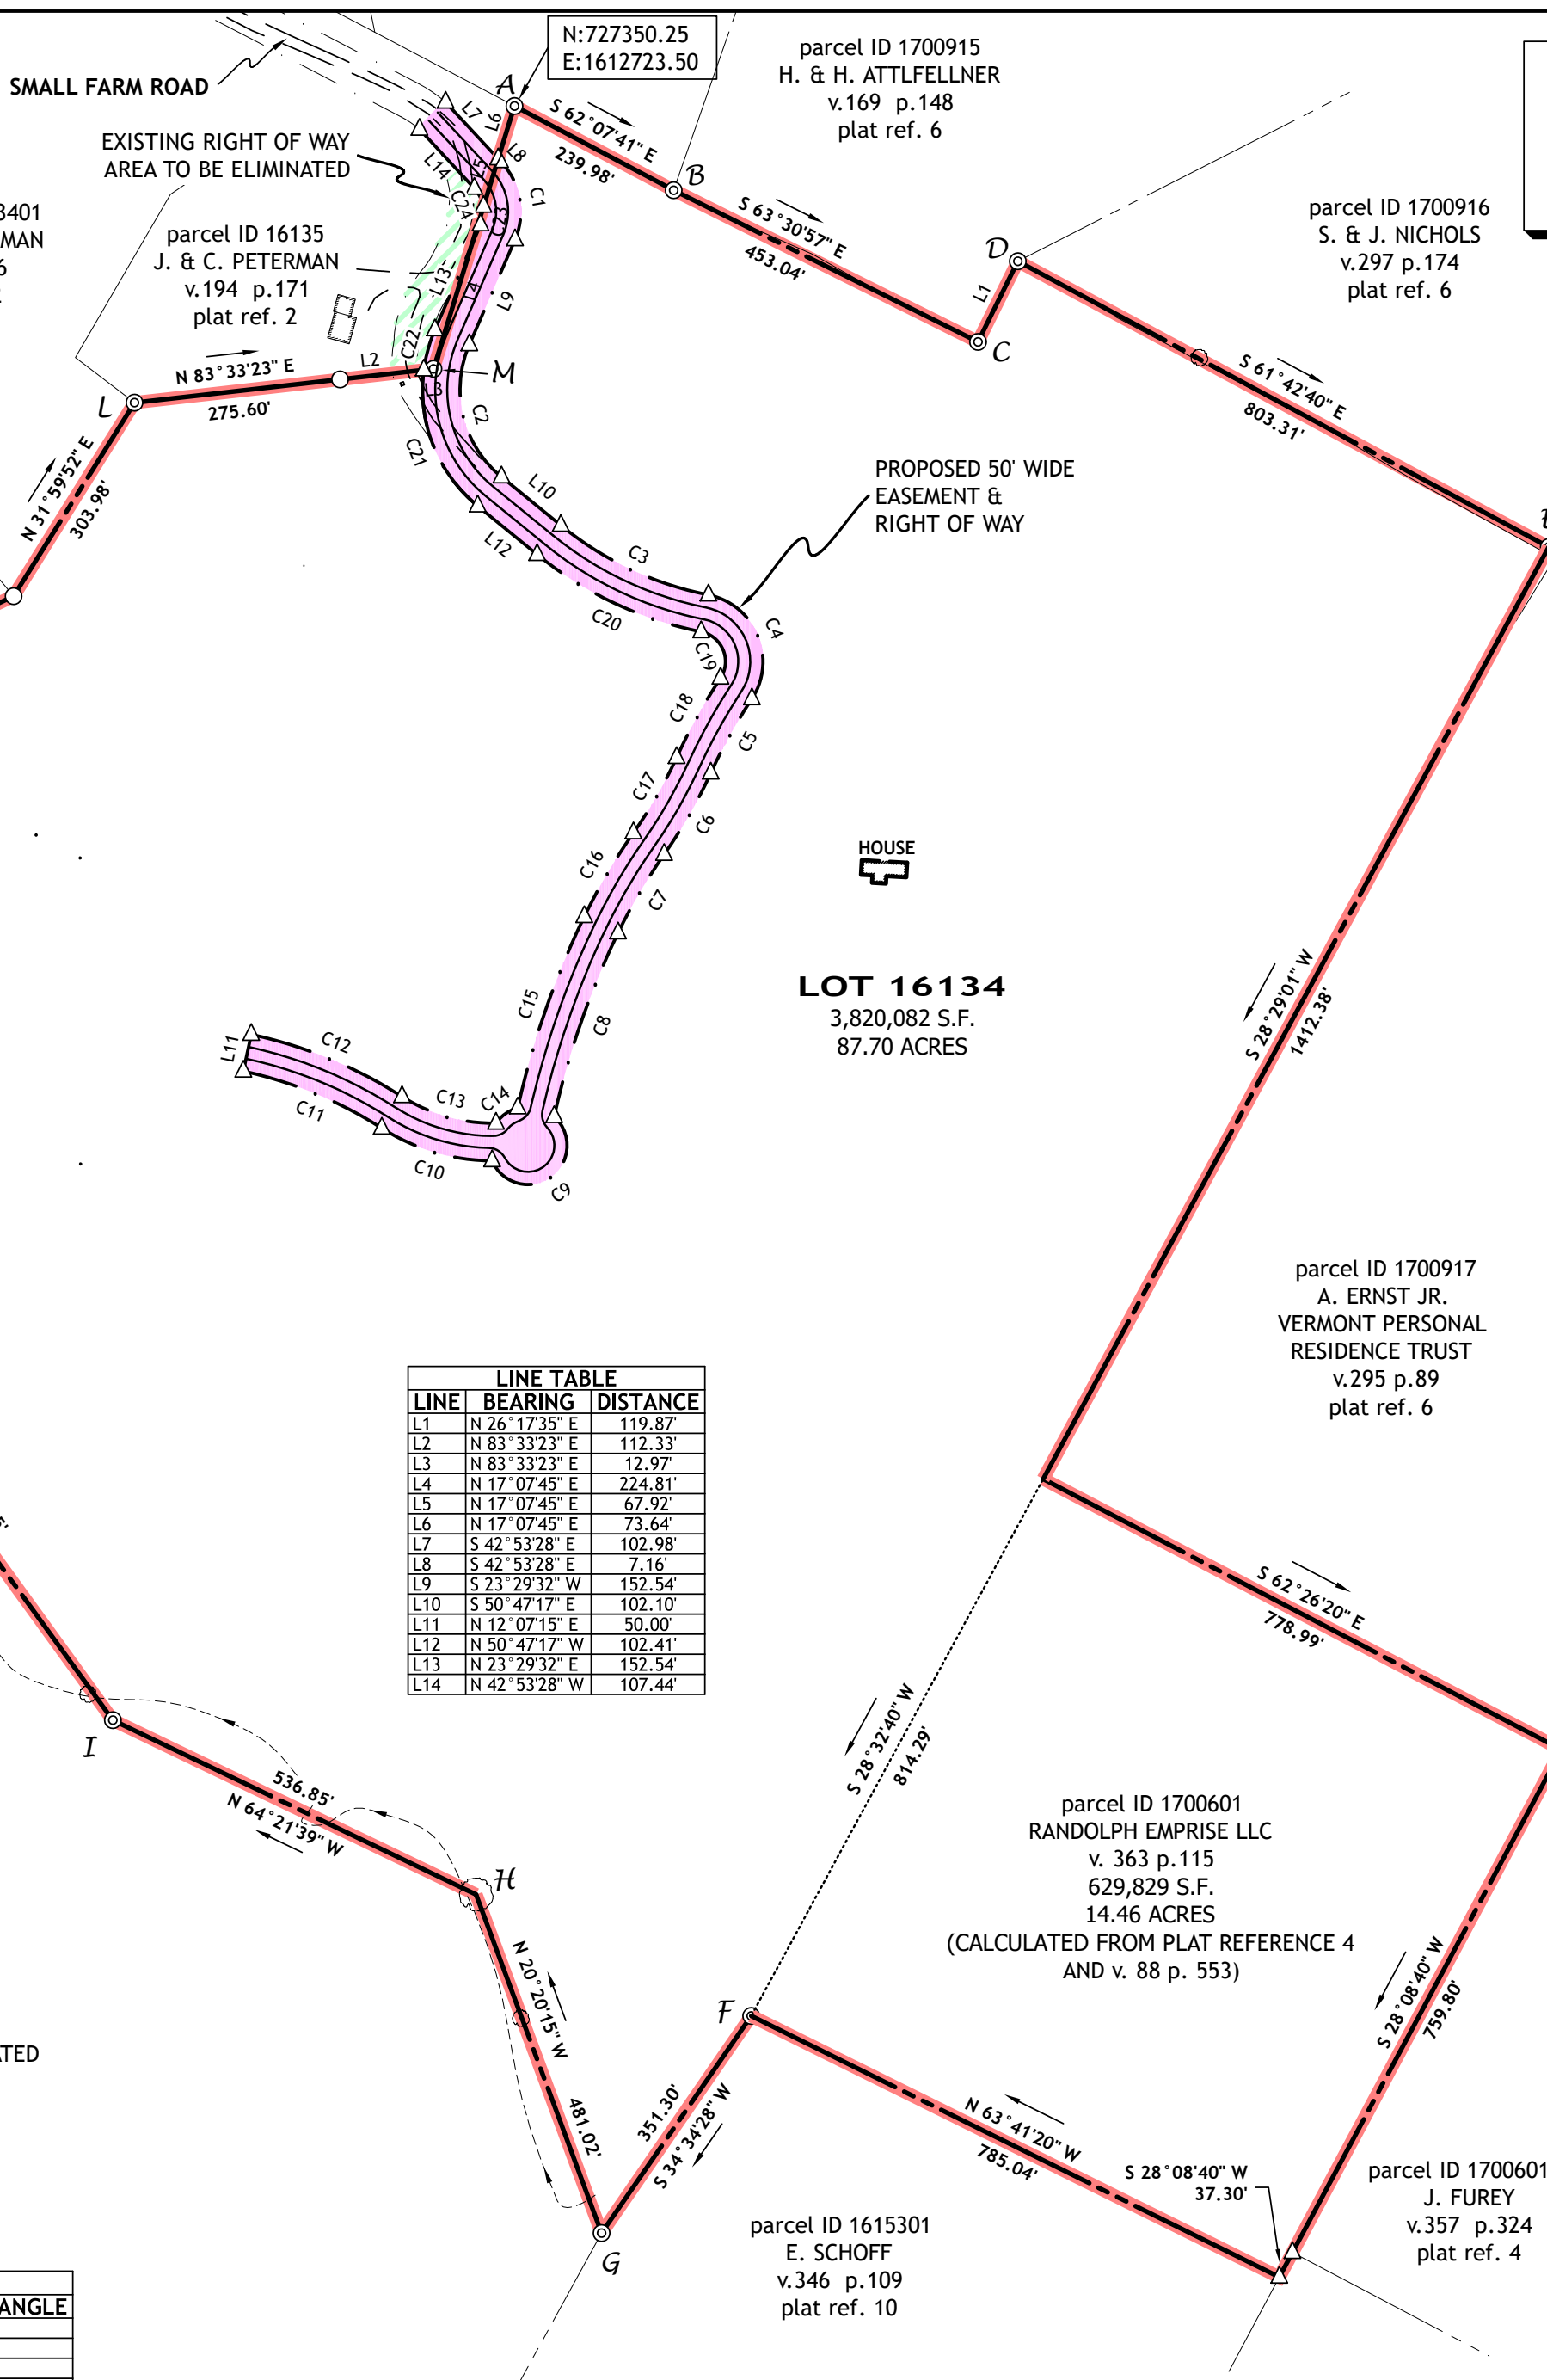 N:727350.25
E:1612723.50
parcel ID 1700915
H. & H. ATTLFELLNER
v.169 p.148
plat ref. 6
SMALL FARM ROAD
A
L7
L6
S 62°07'41" E
239.98'
EXISTING RIGHT OF WAY
AREA TO BE ELIMINATED
L14
L5
L8
C24
C23
C1
B
3401
MAN
6
parcel ID 16135
J. & C. PETERMAN
v.194 p.171
plat ref. 2
S 63°30'57" E
453.04'
D
parcel ID 1700916
S. & J. NICHOLS
v.297 p.174
plat ref. 6
L13
L4
L9
L1
C
C22
N 83°33'23" E
275.60'
L2
L3
M
L
S 61°42'40" E
803.31'
C2
C21
N 31°59'52" E
303.98'
L10
L12
PROPOSED 50' WIDE
EASEMENT &
RIGHT OF WAY
C3
C20
C4
C19
C18
C5
C17
C6
C16
C7
HOUSE
LOT 16134
3,820,082 S.F.
87.70 ACRES
S 28°29'01" W
1412.38'
C15
C8
L11
C12
C11
C13
C14
C10
C9
parcel ID 1700917
A. ERNST JR.
VERMONT PERSONAL
RESIDENCE TRUST
v.295 p.89
plat ref. 6
LINE TABLE
LINE BEARING DISTANCE
L1 N 26°17'35" E 119.87'
L2 N 83°33'23" E 112.33'
L3 N 83°33'23" E 12.97'
L4 N 17°07'45" E 224.81'
L5 N 17°07'45" E 67.92'
L6 N 17°07'45" E 73.64'
L7 S 42°53'28" E 102.98'
L8 S 42°53'28" E 7.16'
L9 S 23°29'32" W 152.54'
L10 S 50°47'17" E 102.10'
L11 N 12°07'15" E 50.00'
L12 N 50°47'17" W 102.41'
L13 N 23°29'32" E 152.54'
L14 N 42°53'28" W 107.44'
S 62°26'20" E
778.99'
S 28°32'40" W
814.29'
I
536.85'
N 64°21'39" W
H
parcel ID 1700601
RANDOLPH EMPRISE LLC
v. 363 p.115
629,829 S.F.
14.46 ACRES
(CALCULATED FROM PLAT REFERENCE 4
AND v. 88 p. 553)
N 20°20'15" W
481.02'
F
S 28°08'40" W
759.80'
ATED
351.30'
S 34°34'28" W
N 63°41'20" W
785.04'
S 28°08'40" W
37.30'
parcel ID 1700601
J. FUREY
v.357 p.324
plat ref. 4
G
parcel ID 1615301
E. SCHOFF
v.346 p.109
plat ref. 10
ANGLE